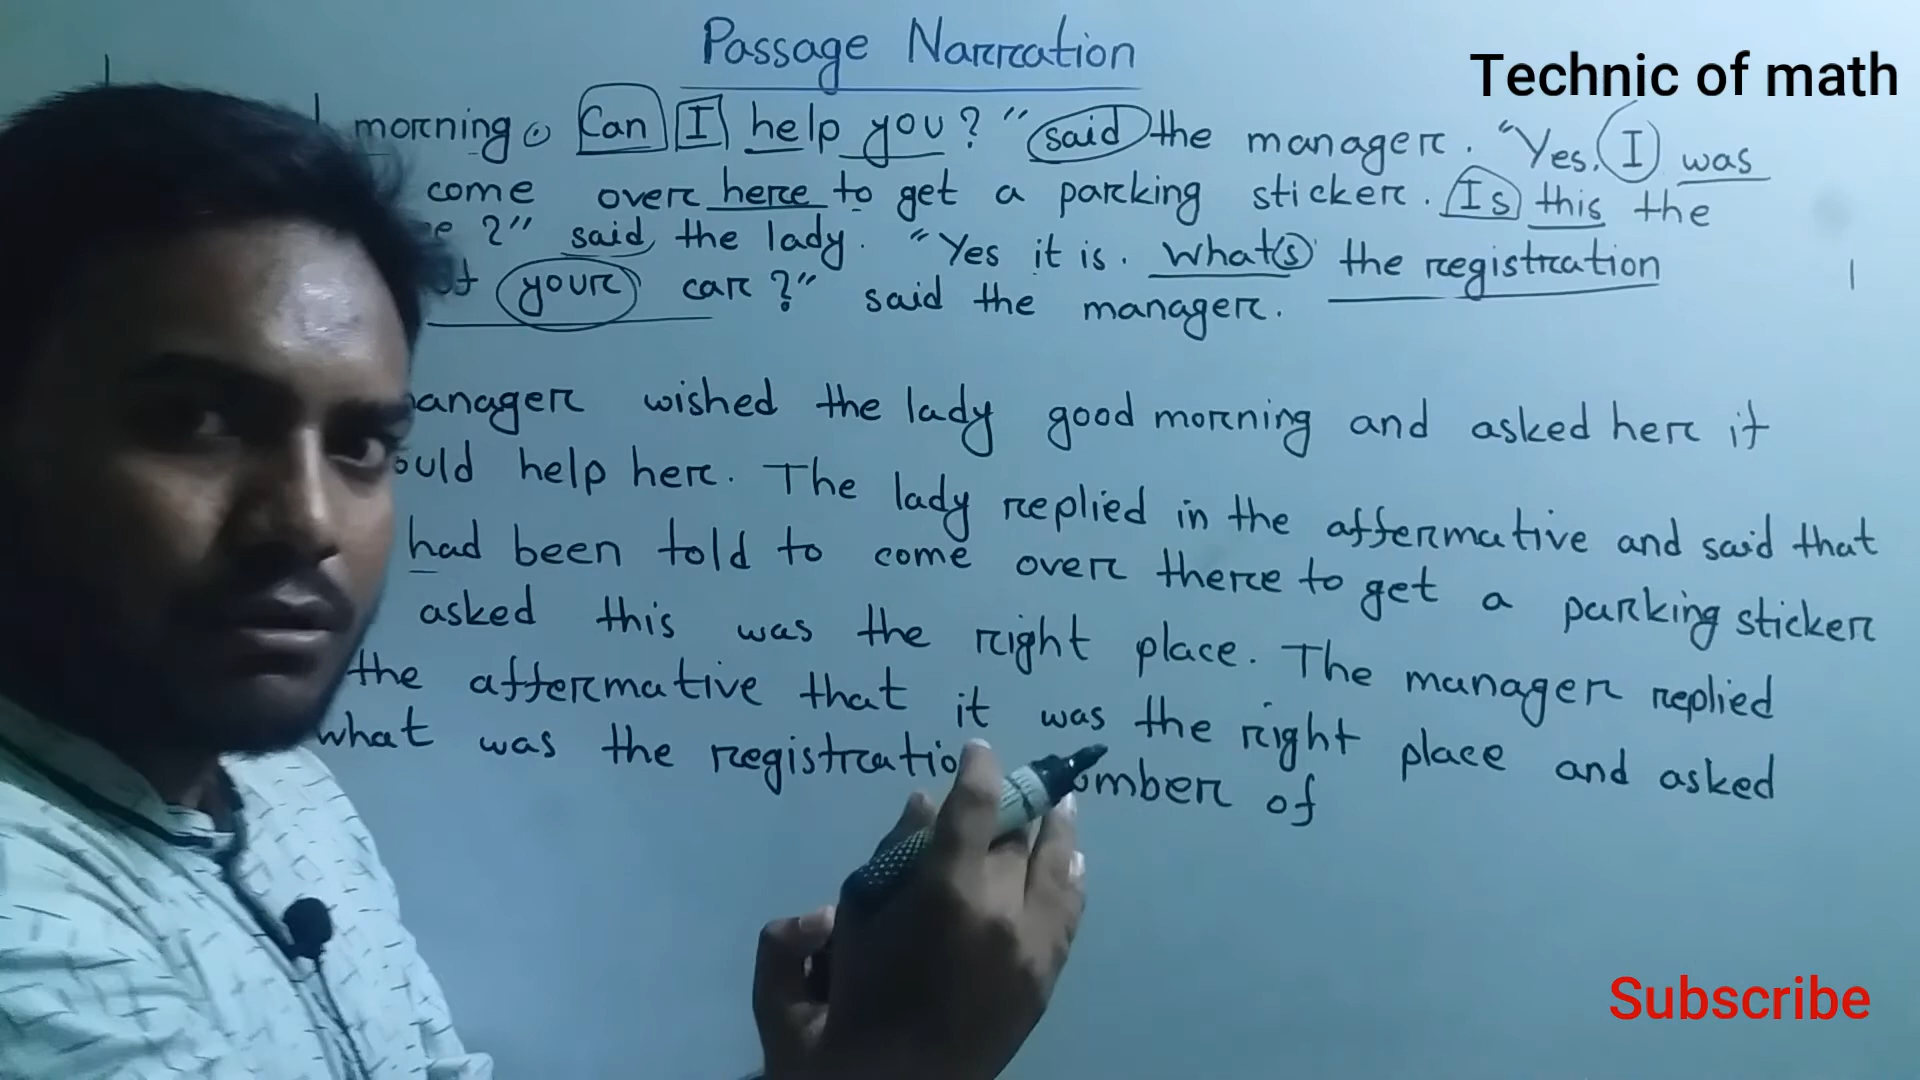 Passage Narration
Technic of math
morning. Can I help you?" said the manager. "Yes, I was
come over here to get a parking sticker. Is this the
?" said the lady. "Yes it is. What(s) the registration
your car?" said the manager.
manager wished the lady good morning and asked her if
help her. The lady replied in the affermative and said that
had been told to come over there to get a parking sticker
asked this was the right place. The manager replied
the affermative that it was the right place and asked
what was the registration number of
Subscribe